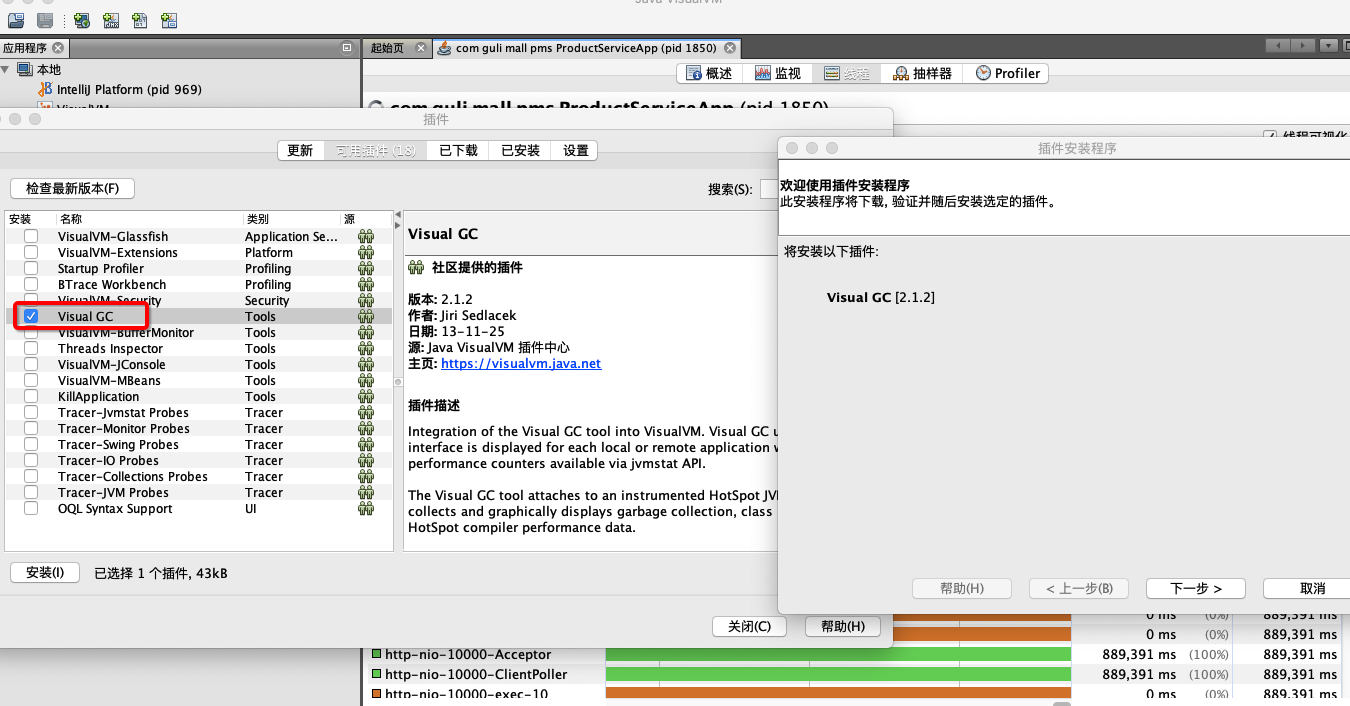 Java VisualVM
应用程序
起始页
com guli mall pms ProductServiceApp (pid 1850)
本地
IntelliJ Platform (pid 969)
VisualVM
概述
监视
线程
抽样器
Profiler
com guli mall pms ProductServiceApp (pid 1850)
线程可视化
插件
更新
可用插件 (18)
已下载
已安装
设置
检查最新版本(F)
搜索(S):
安装 名称 类别 源
VisualVM-Glassfish Application Se...
VisualVM-Extensions Platform
Startup Profiler Profiling
BTrace Workbench Profiling
VisualVM-Security Security
Visual GC Tools
VisualVM-BufferMonitor Tools
Threads Inspector Tools
VisualVM-JConsole Tools
VisualVM-MBeans Tools
KillApplication Tools
Tracer-Jvmstat Probes Tracer
Tracer-Monitor Probes Tracer
Tracer-Swing Probes Tracer
Tracer-IO Probes Tracer
Tracer-Collections Probes Tracer
Tracer-JVM Probes Tracer
OQL Syntax Support UI
Visual GC
社区提供的插件
版本: 2.1.2
作者: Jiri Sedlacek
日期: 13-11-25
源: Java VisualVM 插件中心
主页: https://visualvm.java.net
插件描述
Integration of the Visual GC tool into VisualVM. Visual GC
interface is displayed for each local or remote application
performance counters available via jvmstat API.
The Visual GC tool attaches to an instrumented HotSpot
collects and graphically displays garbage collection, class
HotSpot compiler performance data.
安装(I)
已选择 1 个插件, 43kB
关闭(C)
帮助(H)
插件安装程序
欢迎使用插件安装程序
此安装程序将下载, 验证并随后安装选定的插件。
将安装以下插件:
Visual GC [2.1.2]
帮助(H)
< 上一步(B)
下一步 >
取消
0 ms (0%) 889,391 ms
0 ms (0%) 889,391 ms
http-nio-10000-Acceptor 889,391 ms (100%) 889,391 ms
http-nio-10000-ClientPoller 889,391 ms (100%) 889,391 ms
http-nio-10000-exec-10 0 ms (0%) 889,391 ms